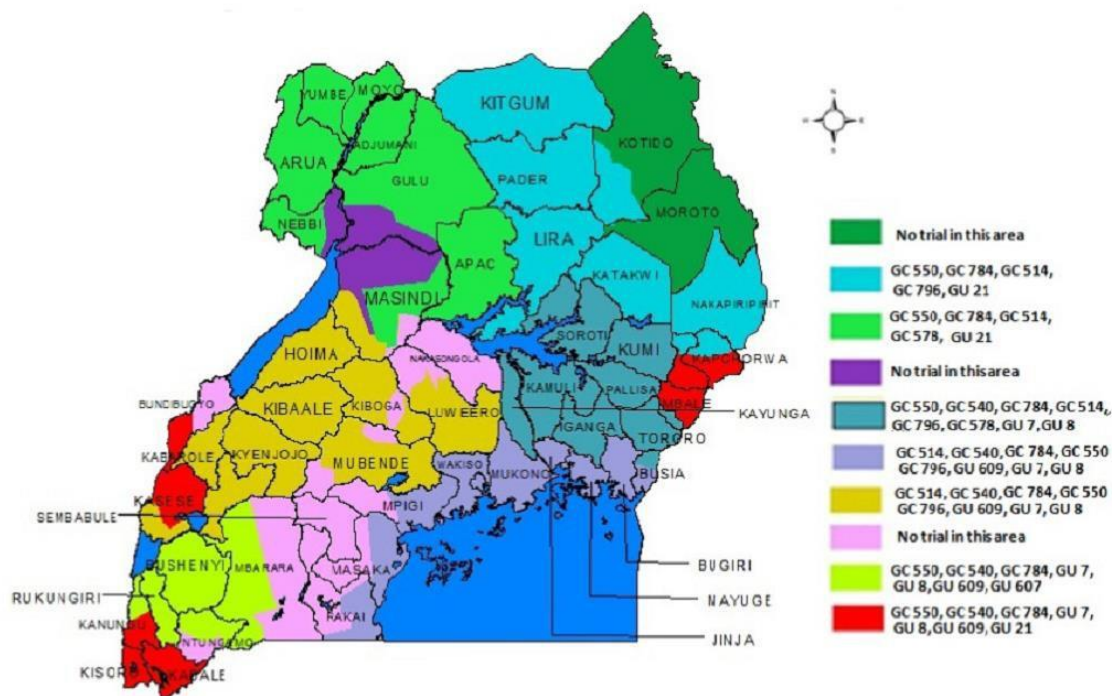 N
W
E
S
YUMBE
MOYO
ADJUMANI
ARUA
GULU
NEBBI
KITGUM
KOTIDO
PADER
MOROTO
LIRA
APAC
KATAKWI
NAKAPIRIPIRIT
MASINDI
SOROTI
KUMI
KAPCHORWA
HOIMA
NAKASONGOLA
KAMULI
PALLISA
MBALE
BUNDIBUGYO
KIBAALE
KIBOGA
LUWEERO
IGANGA
KAYUNGA
TORORO
KABAROLE
KYENJOJO
MUBENDE
WAKISO
MUKONO
BUSIA
KASESE
MPIGI
SEMBABULE
BUSHENYI
MBARARA
MASAKA
BUGIRI
RUKUNGIRI
MAYUGE
RAKAI
KANUNGU
NTUNGAMO
JINJA
KISORO
KABALE
No trial in this area
GC 550, GC 784, GC 514,
GC 796, GU 21
GC 550, GC 784, GC 514,
GC 578, GU 21
No trial in this area
GC 550, GC 540, GC 784, GC 514,
GC 796, GC 578, GU 7, GU 8
GC 514, GC 540, GC 784, GC 550
GC 796, GU 609, GU 7, GU 8
GC 514, GC 540, GC 784, GC 550
GC 796, GU 609, GU 7, GU 8
No trial in this area
GC 550, GC 540, GC 784, GU 7,
GU 8, GU 609, GU 607
GC 550, GC 540, GC 784, GU 7,
GU 8, GU 609, GU 21